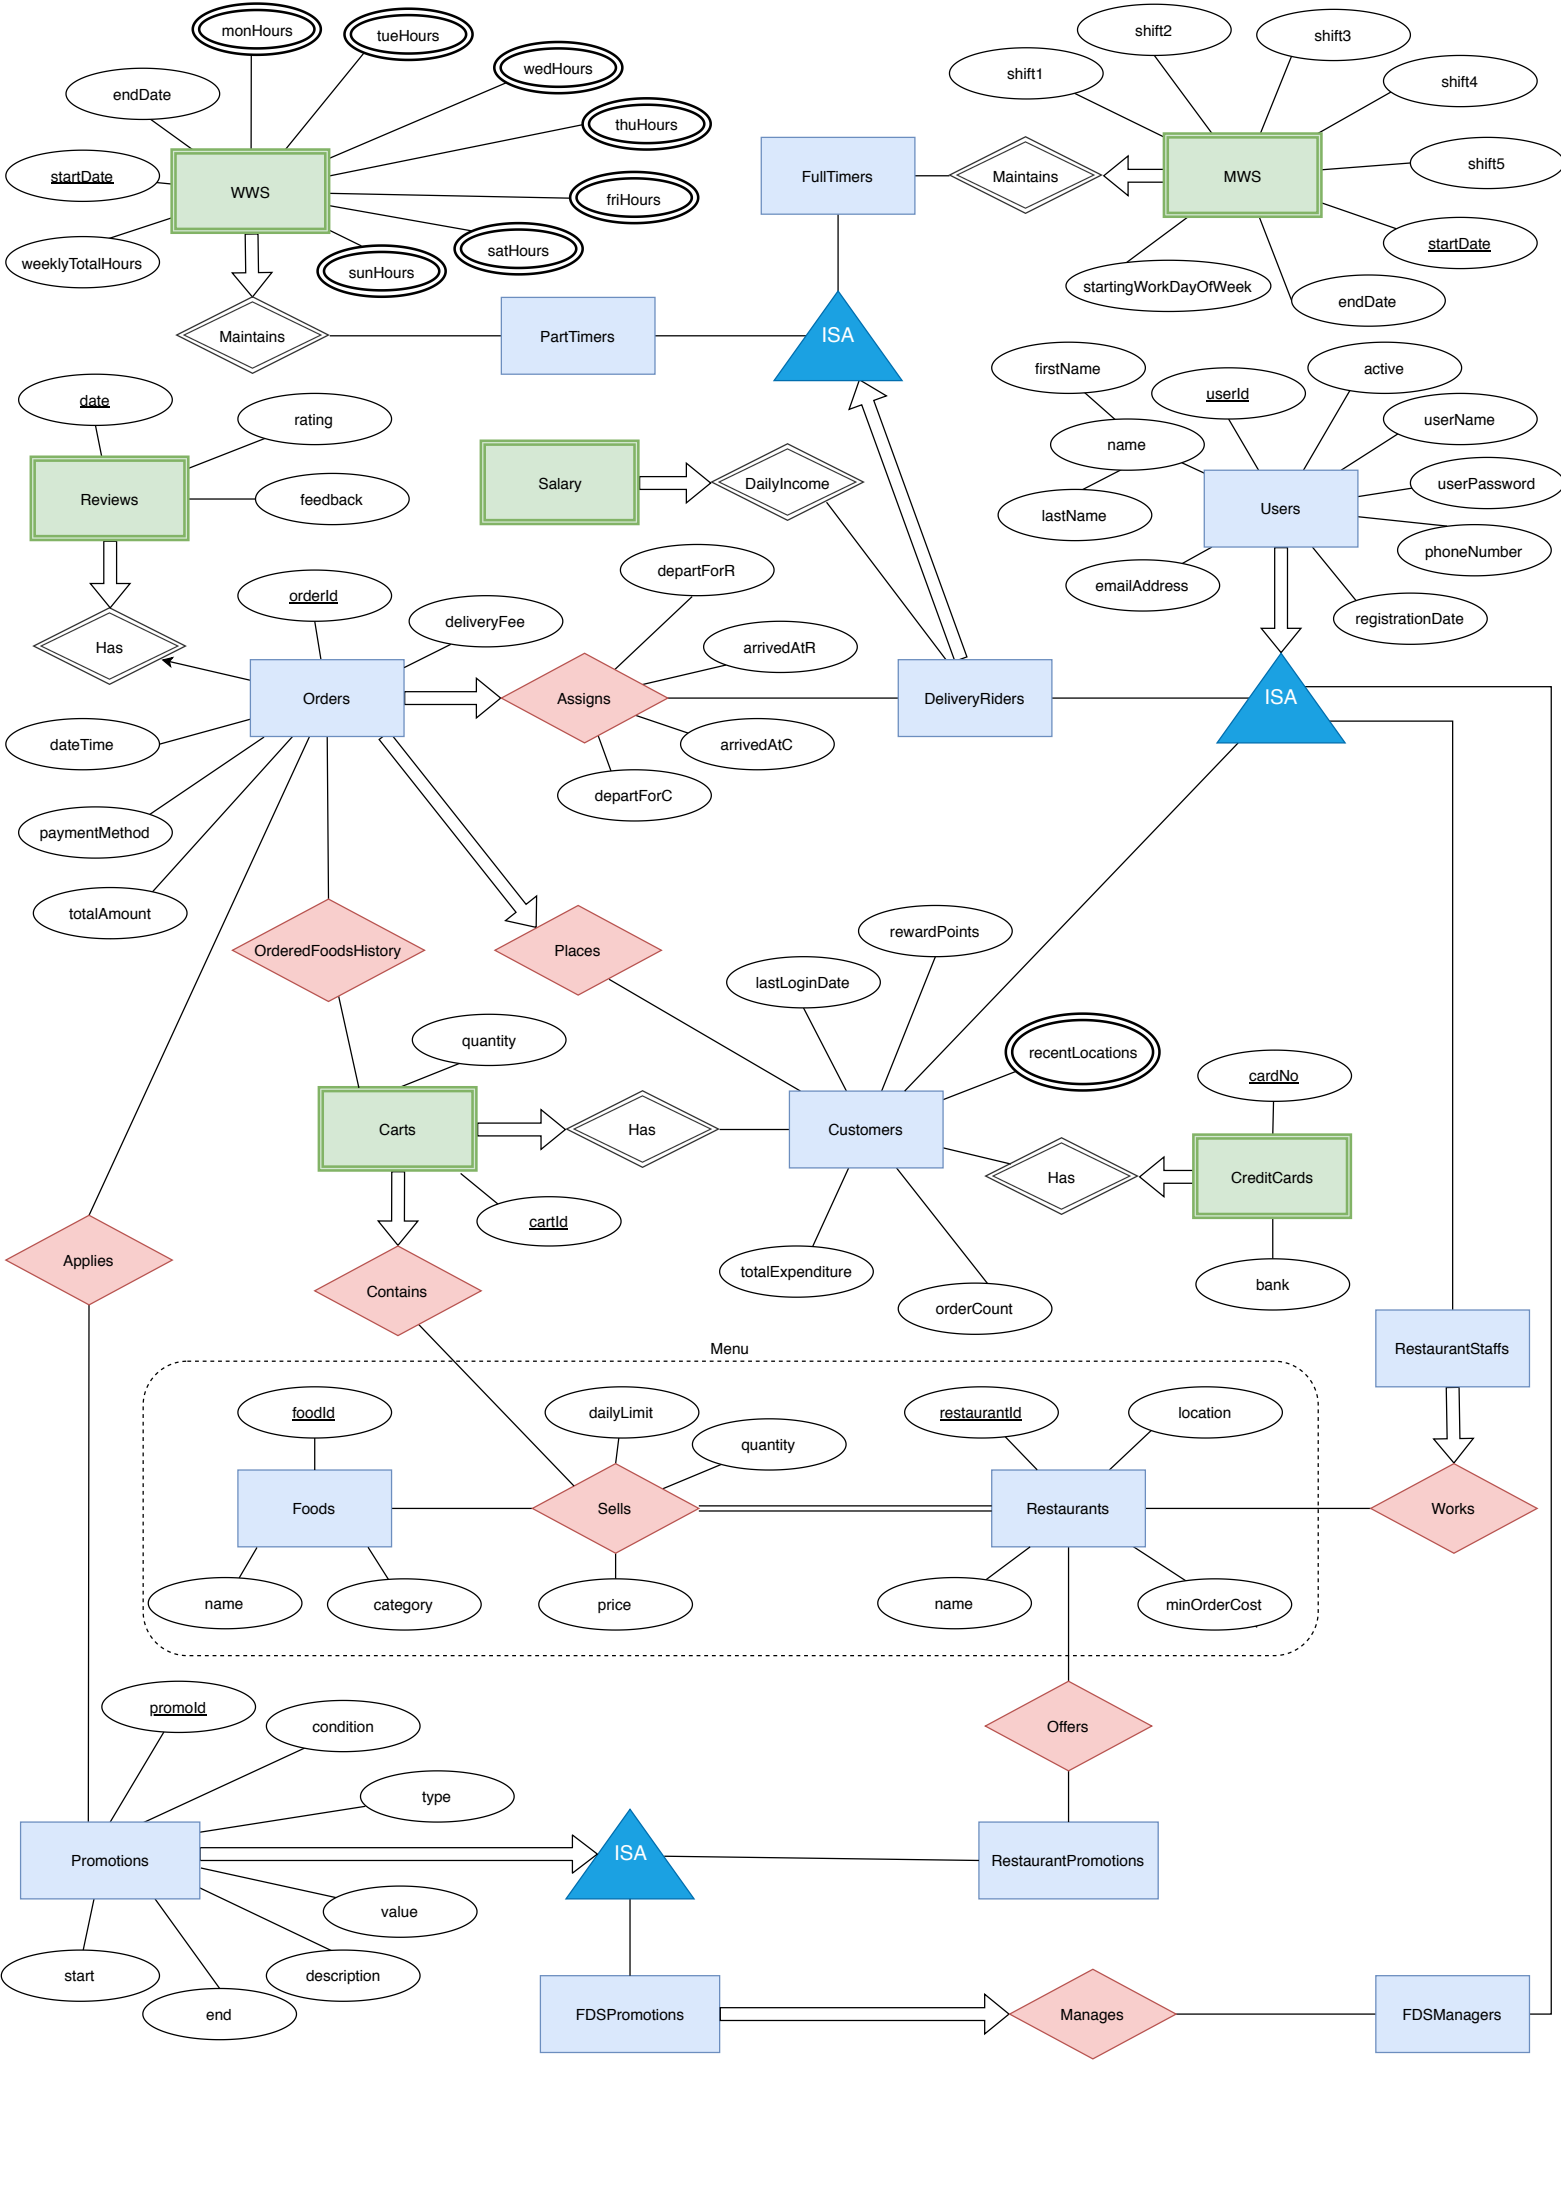 monHours
tueHours
shift2
shift3
wedHours
shift1
shift4
endDate
thuHours
shift5
startDate
WWS
FullTimers
Maintains
MWS
friHours
startDate
satHours
weeklyTotalHours
sunHours
startingWorkDayOfWeek
endDate
Maintains
PartTimers
ISA
firstName
active
userId
date
rating
userName
name
Reviews
feedback
Salary
DailyIncome
userPassword
Users
lastName
phoneNumber
departForR
emailAddress
orderId
deliveryFee
registrationDate
Has
arrivedAtR
Orders
Assigns
DeliveryRiders
ISA
dateTime
arrivedAtC
departForC
paymentMethod
totalAmount
rewardPoints
OrderedFoodsHistory
Places
lastLoginDate
quantity
recentLocations
cardNo
Carts
Has
Customers
Has
CreditCards
cartId
Applies
totalExpenditure
Contains
bank
orderCount
Menu
RestaurantStaffs
foodId
dailyLimit
restaurantId
location
quantity
Foods
Sells
Restaurants
Works
name
category
price
name
minOrderCost
promoId
condition
Offers
type
Promotions
ISA
RestaurantPromotions
value
start
description
end
FDSPromotions
Manages
FDSManagers